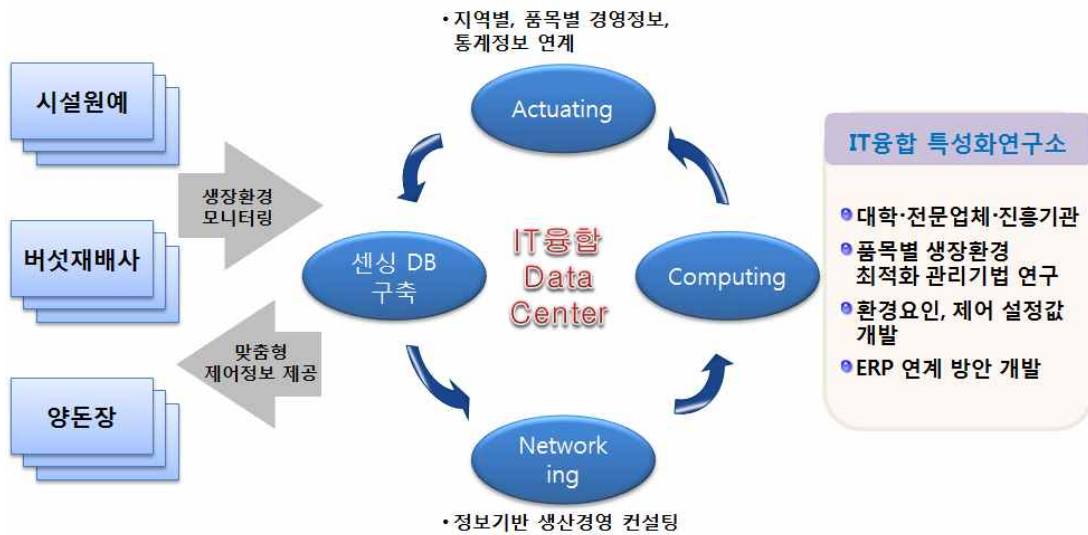 • 지역별, 품목별 경영정보,
통계정보 연계
시설원예
버섯재배사
양돈장
생장환경
모니터링
맞춤형
제어정보 제공
Actuating
센싱 DB
구축
IT융합
Data
Center
Computing
Network
ing
• 정보기반 생산경영 컨설팅
IT융합 특성화연구소
대학·전문업체·진흥기관
품목별 생장환경
최적화 관리기법 연구
환경요인, 제어 설정값
개발
ERP 연계 방안 개발